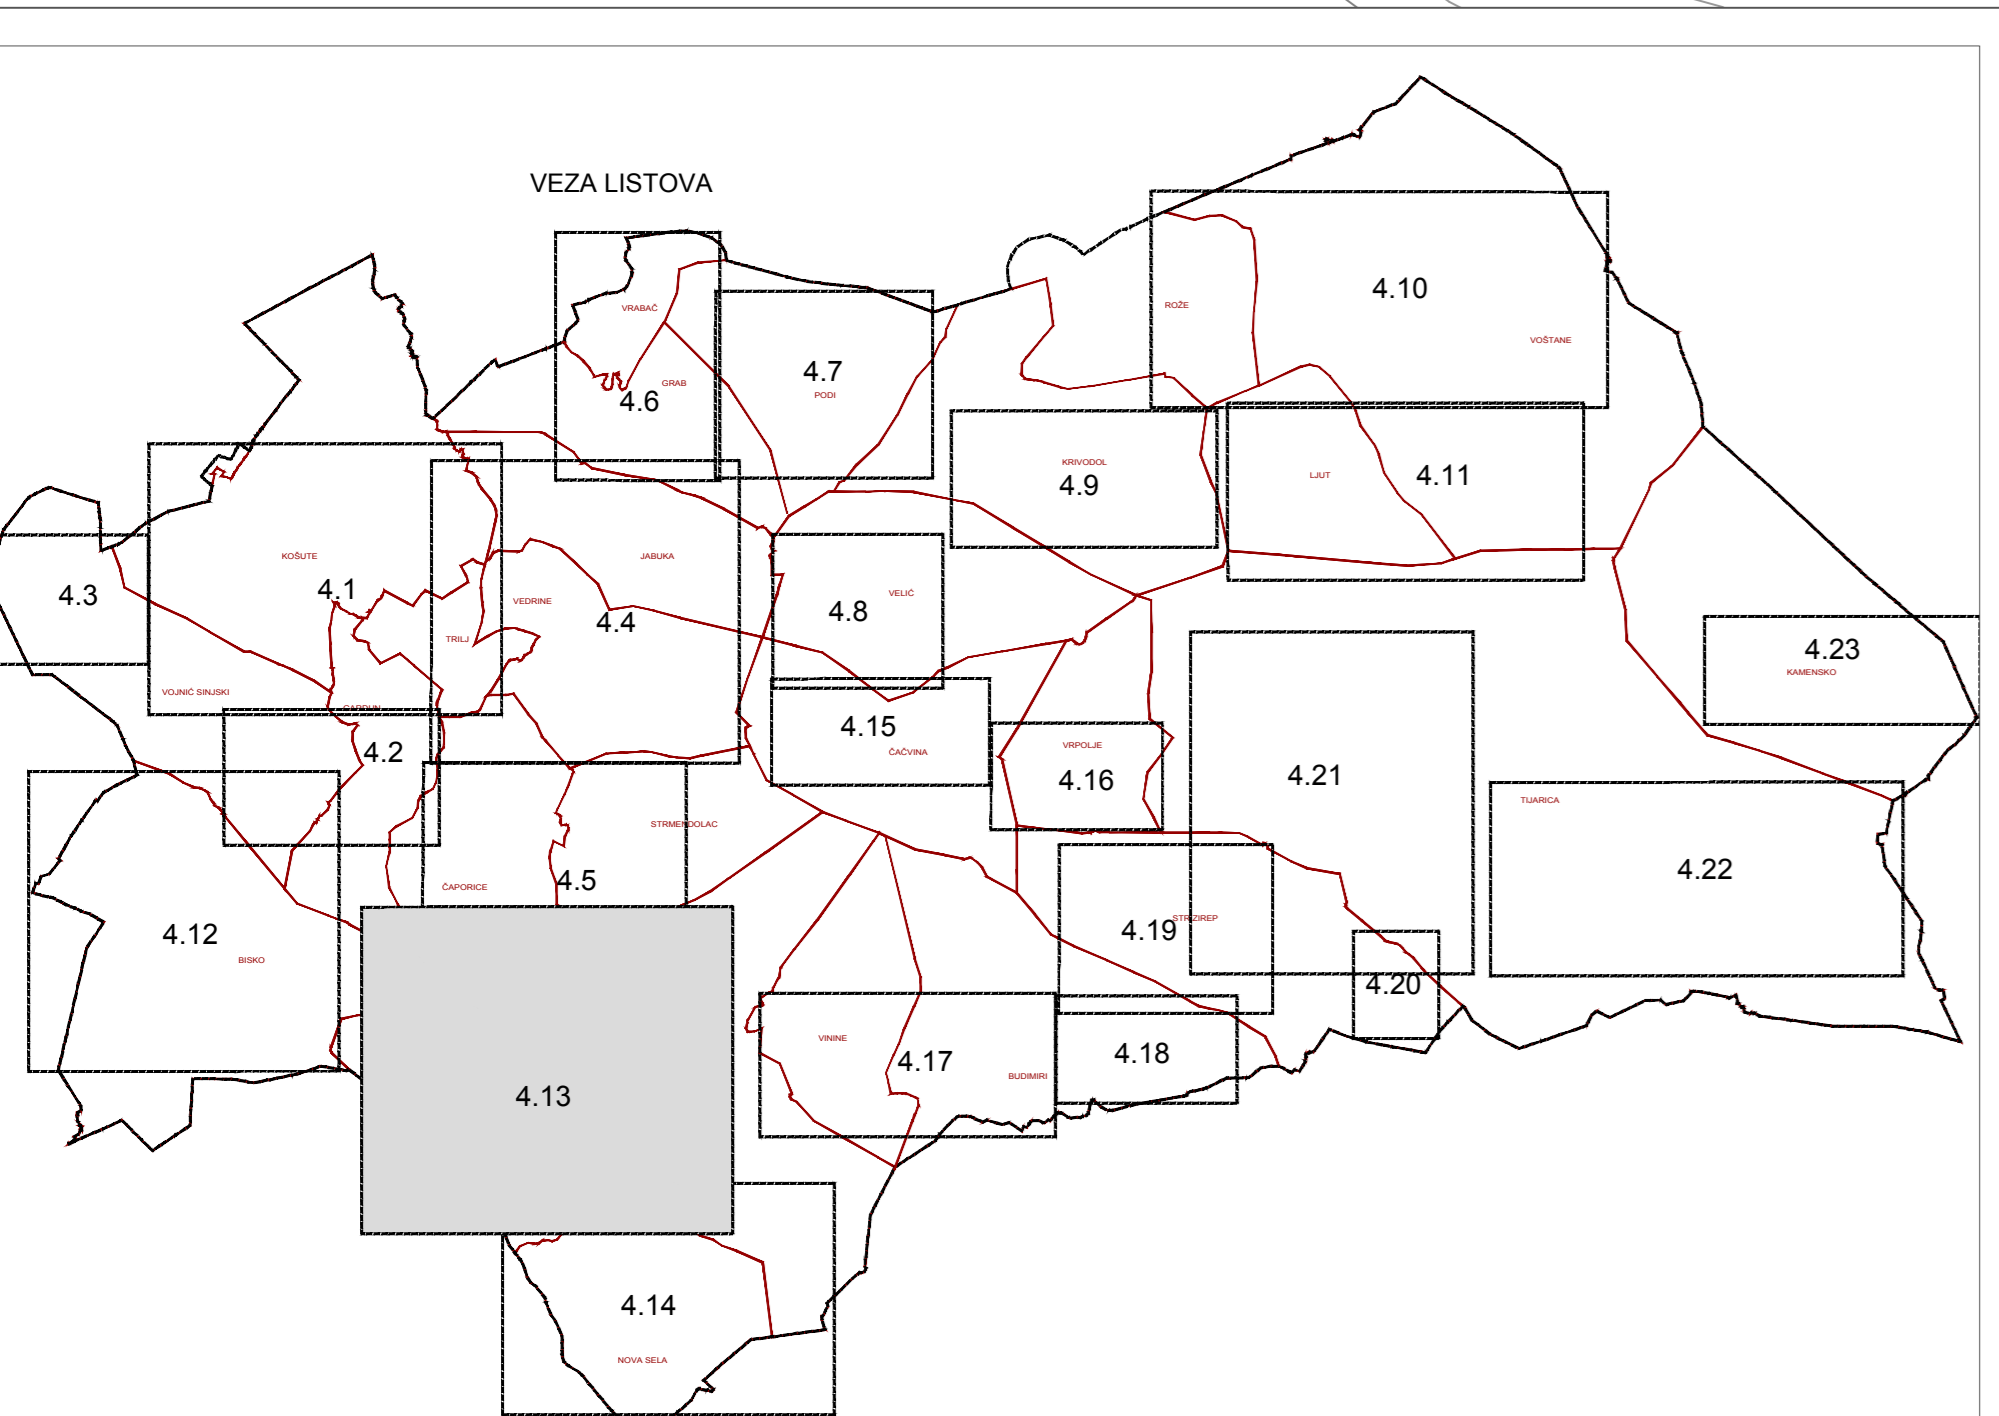 VEZA LISTOVA
4.10
ROŽE
VRABAČ
VOŠTANE
4.7
GRAB
PODI
4.6
KRIVODOL
4.9
LJUT
4.11
KOŠUTE
JABUKA
4.3
4.1
VEDRINE
VELIĆ
4.8
4.4
TRILJ
4.23
KAMENSKO
VOJNIĆ SINJSKI
GARDUN
4.15
ČAČVINA
4.2
VRPOLJE
4.16
4.21
TIJARICA
STRMENDOLAC
4.22
4.5
ČAPORICE
STRIZIREP
4.19
4.12
BISKO
4.20
VININE
4.17
4.18
BUDIMIRI
4.13
4.14
NOVA SELA